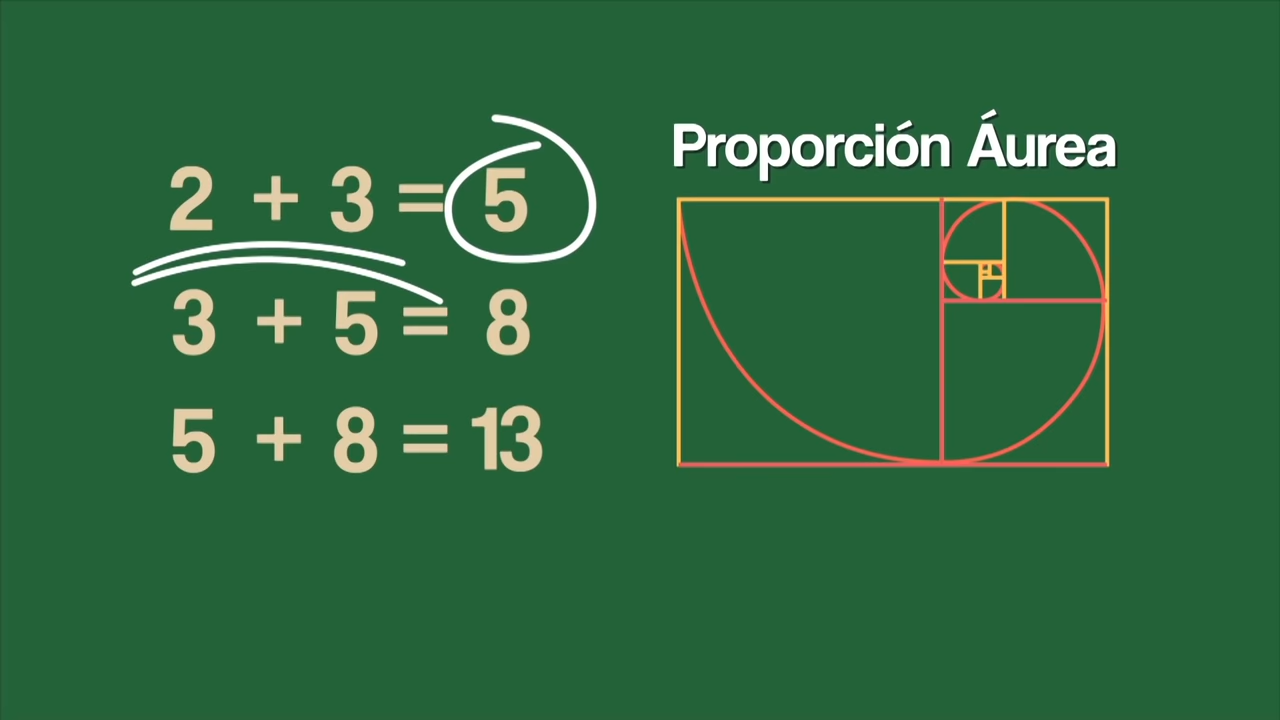 2 + 3 = 5
3 + 5 = 8
5 + 8 = 13
Proporción Áurea